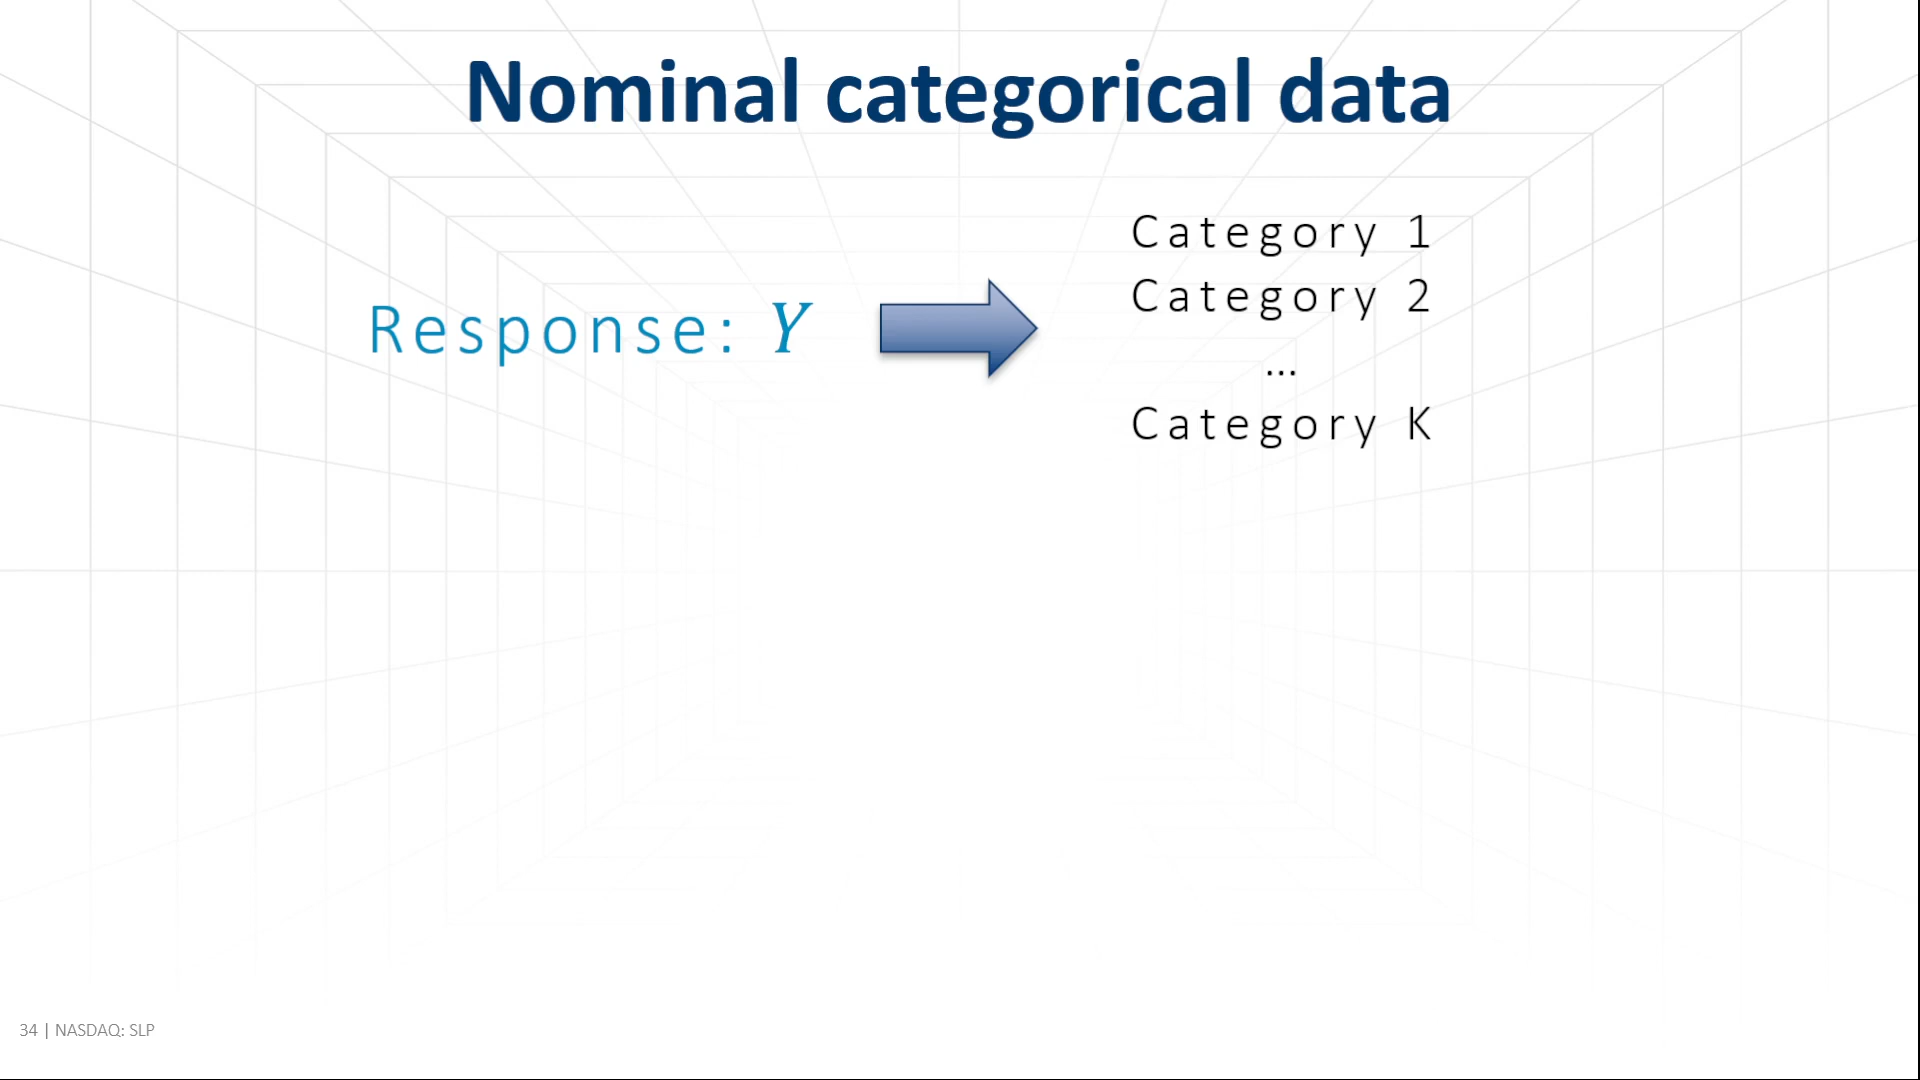 Nominal categorical data
Response: Y
Category 1
Category 2
...
Category K
34 | NASDAQ: SLP